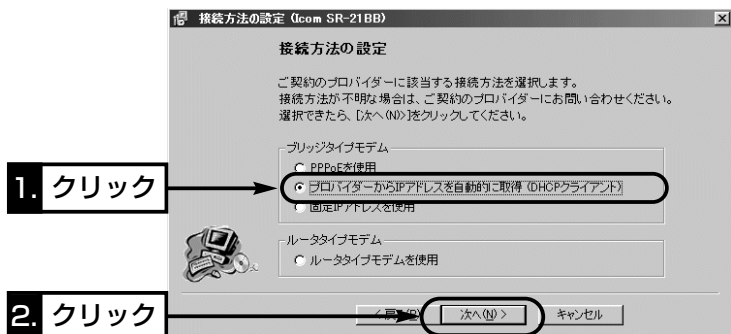 接続方法の設定 (Icom SR-21BB)
接続方法の設定
ご契約のプロバイダーに該当する接続方法を選択します。
接続方法が不明な場合は、ご契約のプロバイダーにお問い合わせください。
選択できたら、[次へ(N)>]をクリックしてください。
ブリッジタイプモデム
PPPoEを使用
1. クリック
プロバイダーからIPアドレスを自動的に取得 (DHCPクライアント)
固定IPアドレスを使用
ルータタイプモデム
ルータタイプモデムを使用
2. クリック
次へ(N) >
キャンセル